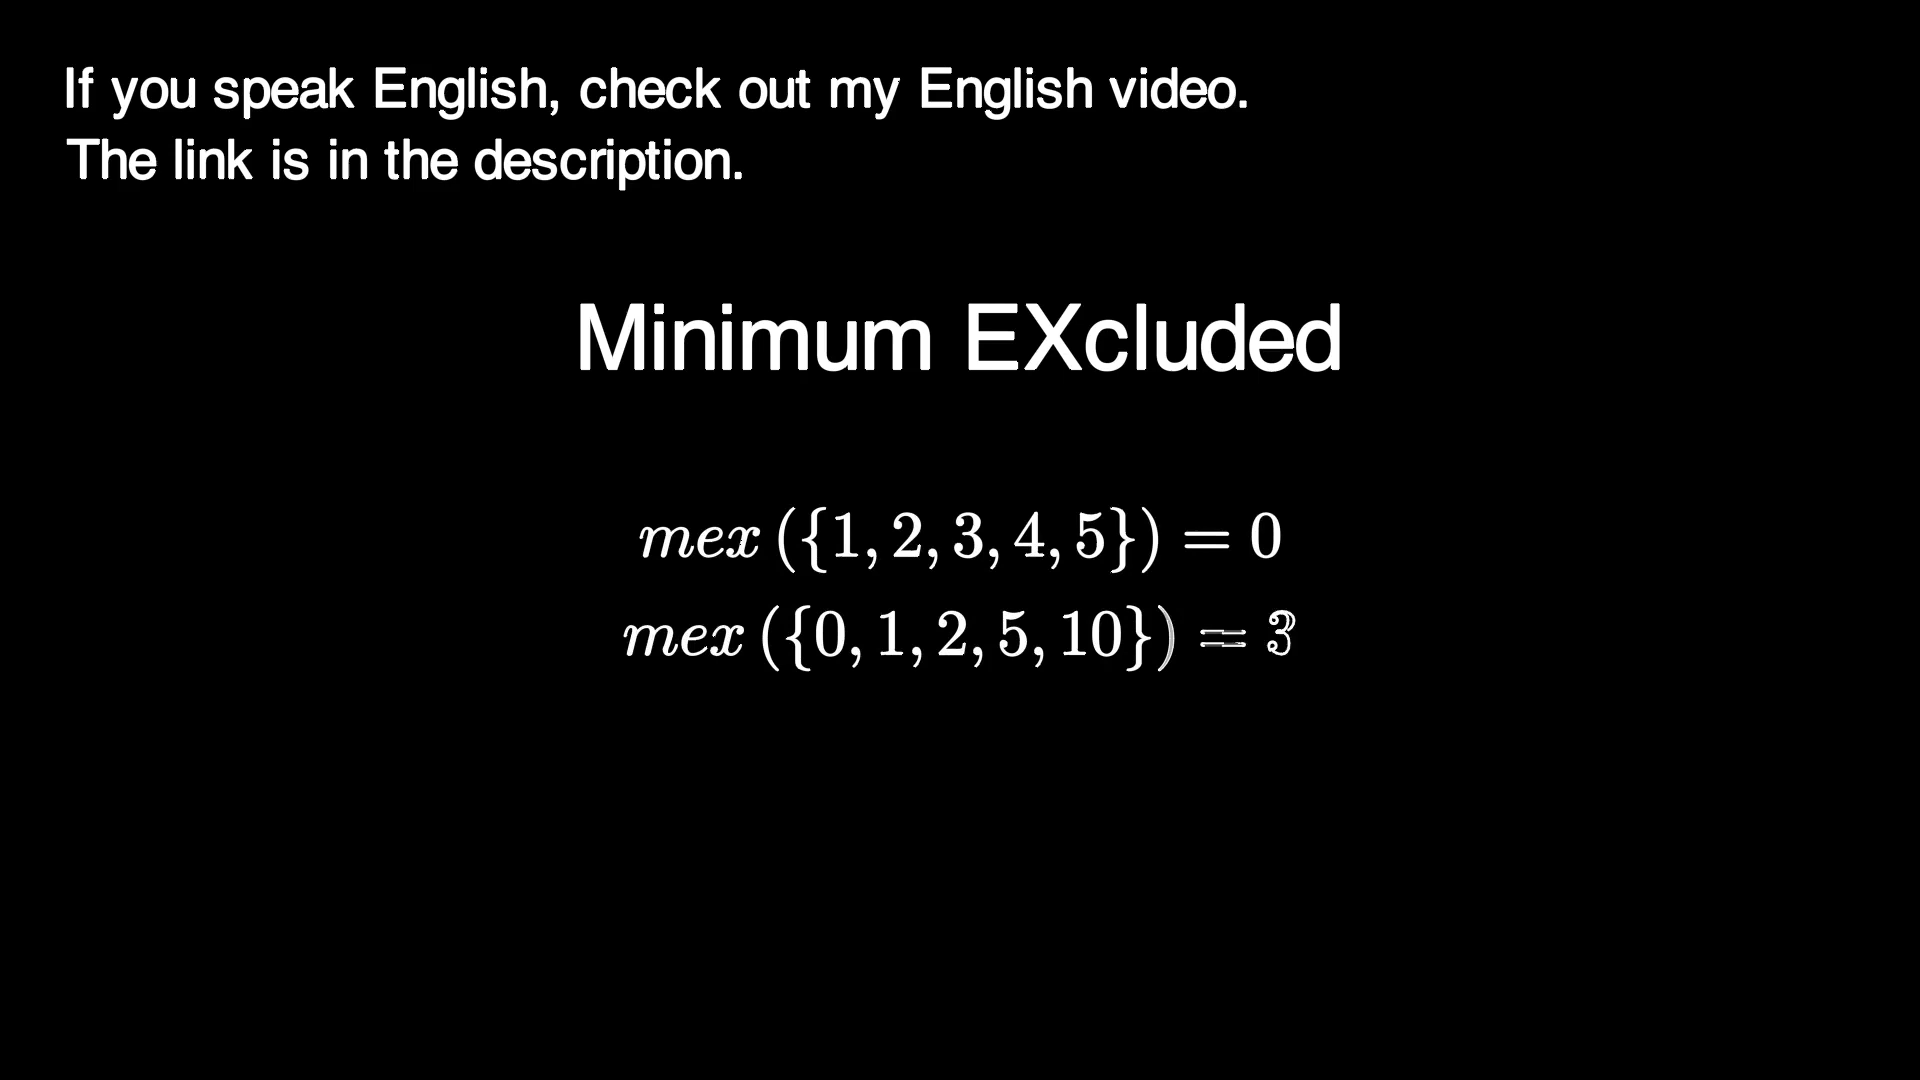 If you speak English, check out my English video.
The link is in the description.
Minimum EXcluded
mex ({1, 2, 3, 4, 5}) = 0
mex ({0, 1, 2, 5, 10}) = 3